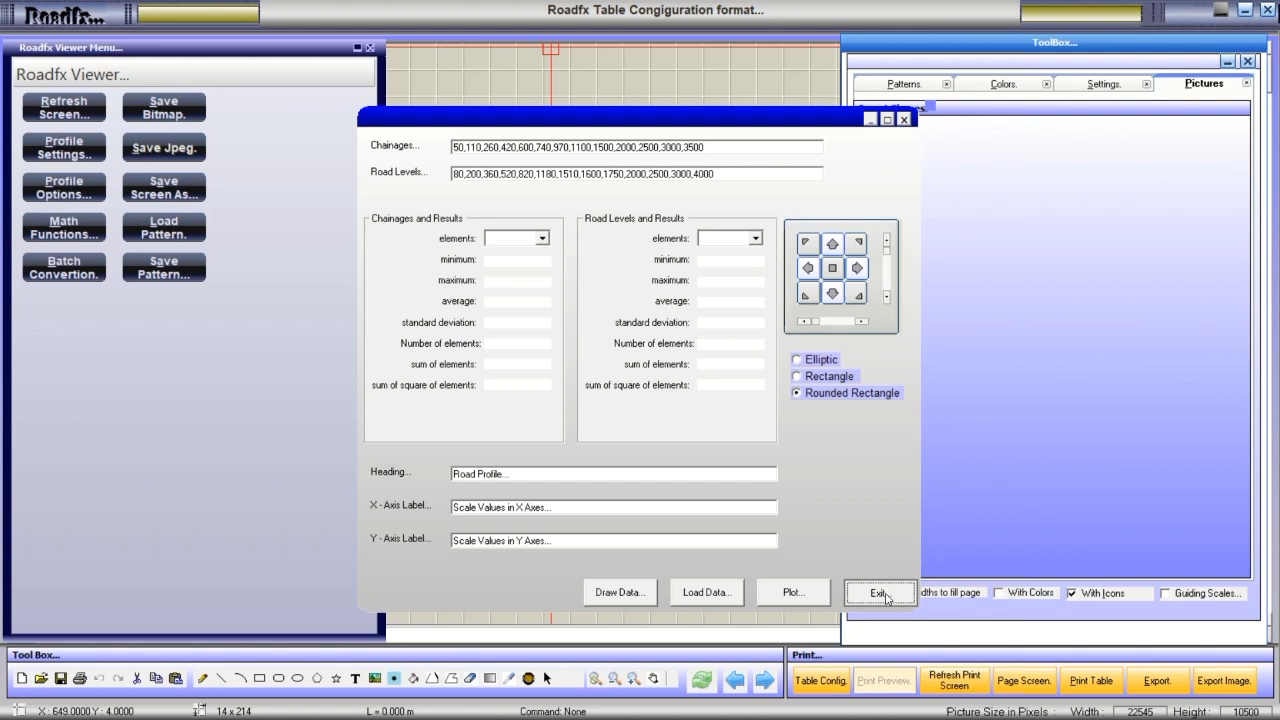 Roadfx...
Roadfx Table Congiguration format...
Roadfx Viewer Menu...
Roadfx Viewer...
Refresh Screen...
Save Bitmap.
Profile Settings..
Save Jpeg.
Profile Options...
Save Screen As...
Math Functions...
Load Pattern.
Batch Convertion.
Save Pattern...
Chainages...
50,110,260,420,600,740,970,1100,1500,2000,2500,3000,3500
Road Levels...
80,200,360,520,820,1180,1510,1600,1750,2000,2500,3000,4000
Chainages and Results
elements:
minimum:
maximum:
average:
standard deviation:
Number of elements:
sum of elements:
sum of square of elements:
Road Levels and Results
elements:
minimum:
maximum:
average:
standard deviation:
Number of elements:
sum of elements:
sum of square of elements:
Elliptic
Rectangle
Rounded Rectangle
Heading...
Road Profile...
X - Axis Label...
Scale Values in X Axes...
Y - Axis Label...
Scale Values in Y Axes...
Draw Data...
Load Data...
Plot...
Exit
ToolBox...
Patterns.
Colors.
Settings.
Pictures
to fill page
With Colors
With Icons
Guiding Scales...
Tool Box...
Print...
Table Config.
Print Preview.
Refresh Print Screen
Page Screen.
Print Table
Export.
Export Image.
X : 649.0000 Y : 4.0000
14 x 214
L = 0.000 m
Command: None
Picture Size in Pixels :
Width :
22545
Height :
10500